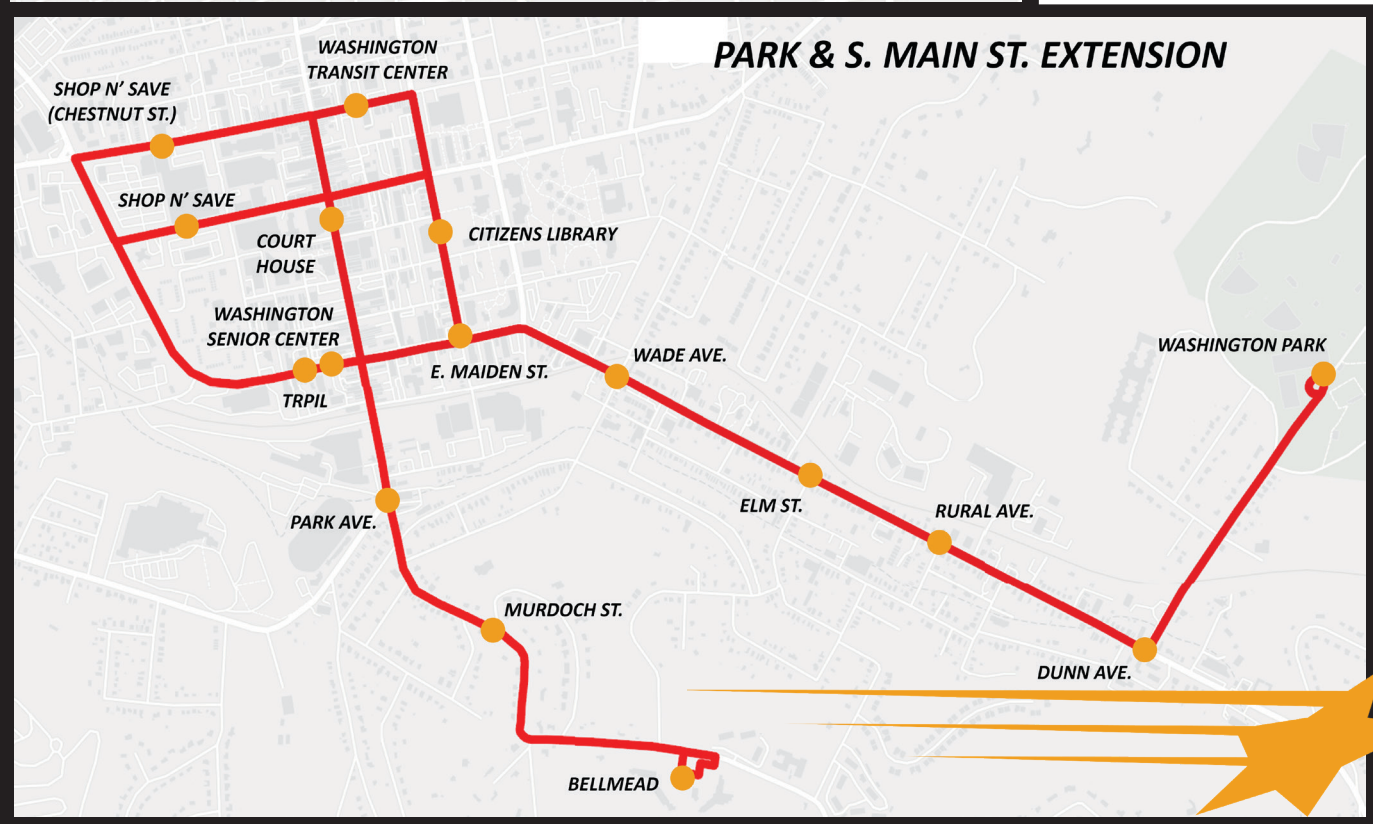 PARK & S. MAIN ST. EXTENSION
WASHINGTON
TRANSIT CENTER
SHOP N’ SAVE
(CHESTNUT ST.)
SHOP N’ SAVE
COURT
HOUSE
CITIZENS LIBRARY
WASHINGTON
SENIOR CENTER
TRPIL
E. MAIDEN ST.
WADE AVE.
WASHINGTON PARK
PARK AVE.
ELM ST.
RURAL AVE.
MURDOCH ST.
DUNN AVE.
BELLMEAD